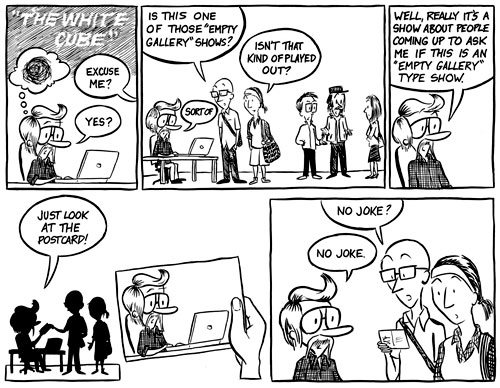 "THE WHITE
CUBE"
EXCUSE
ME?
YES?
IS THIS ONE
OF THOSE "EMPTY
GALLERY" SHOWS?
ISN'T THAT
KIND OF PLAYED
OUT?
SORT OF
WELL, REALLY IT'S A
SHOW ABOUT PEOPLE
COMING UP TO ASK
ME IF THIS IS AN
"EMPTY GALLERY"
TYPE SHOW.
JUST LOOK
AT THE
POSTCARD!
NO JOKE?
NO JOKE.